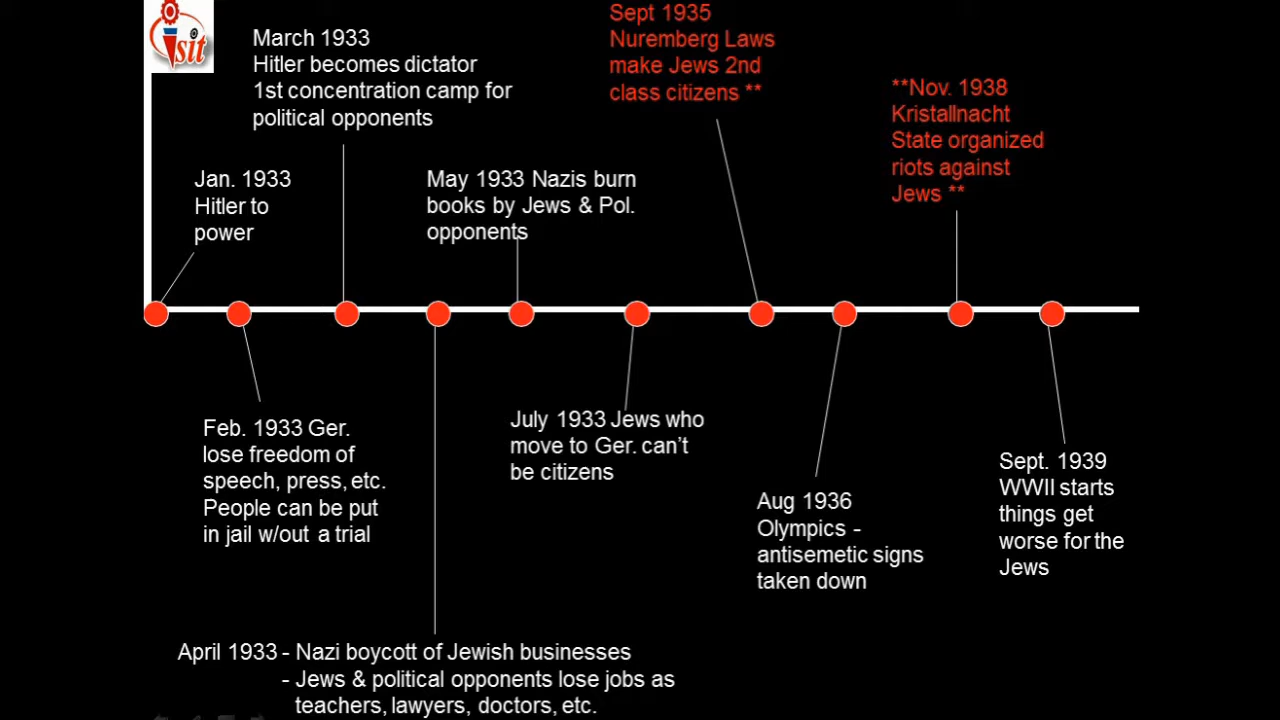 isit
March 1933
Hitler becomes dictator
1st concentration camp for
political opponents
Sept 1935
Nuremberg Laws
make Jews 2nd
class citizens **
**Nov. 1938
Kristallnacht
State organized
riots against
Jews **
Jan. 1933
Hitler to
power
May 1933 Nazis burn
books by Jews & Pol.
opponents
Feb. 1933 Ger.
lose freedom of
speech, press, etc.
People can be put
in jail w/out a trial
July 1933 Jews who
move to Ger. can’t
be citizens
Aug 1936
Olympics -
antisemetic signs
taken down
Sept. 1939
WWII starts
things get
worse for the
Jews
April 1933 - Nazi boycott of Jewish businesses
- Jews & political opponents lose jobs as
teachers, lawyers, doctors, etc.